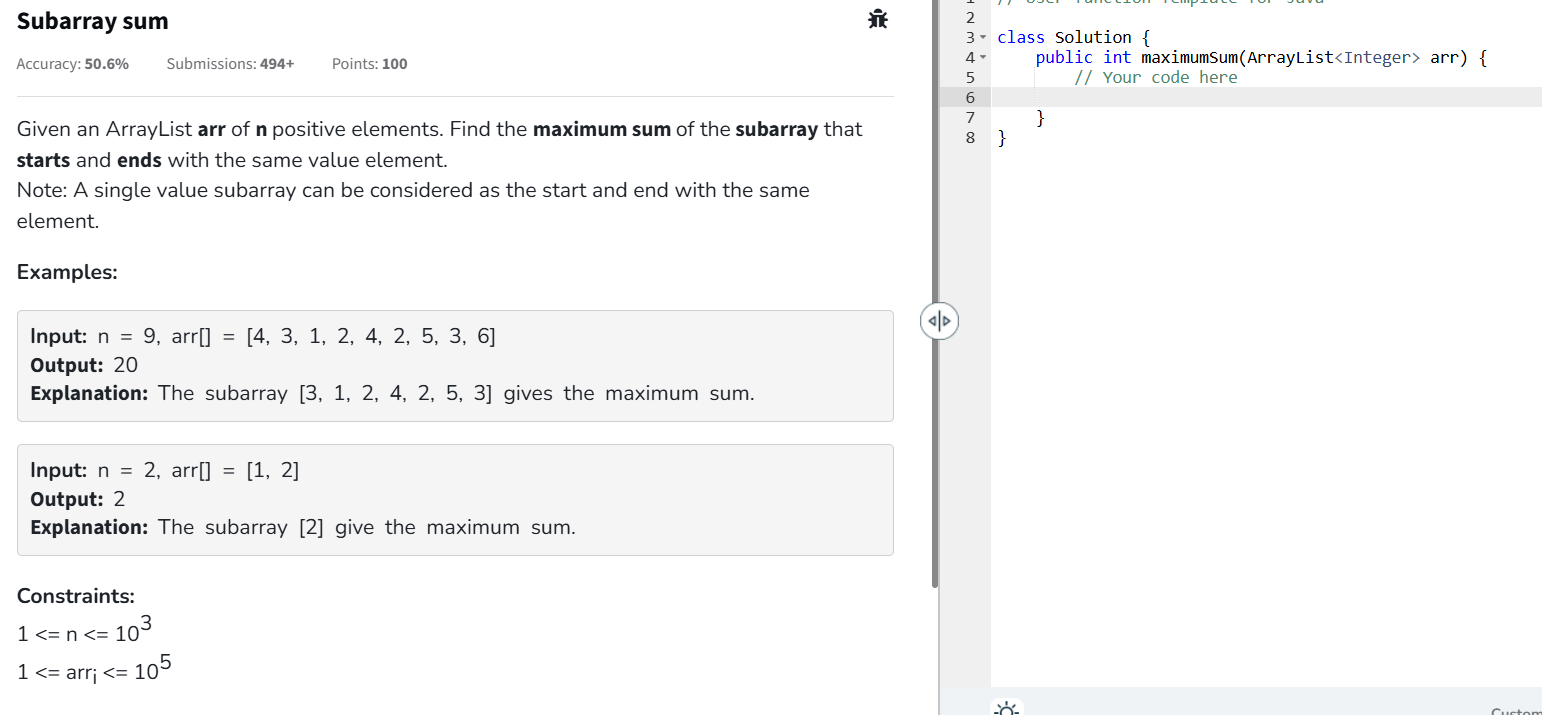 Subarray sum
Accuracy: 50.6% Submissions: 494+ Points: 100
Given an ArrayList arr of n positive elements. Find the maximum sum of the subarray that
starts and ends with the same value element.
Note: A single value subarray can be considered as the start and end with the same
element.
Examples:
Input: n = 9, arr[] = [4, 3, 1, 2, 4, 2, 5, 3, 6]
Output: 20
Explanation: The subarray [3, 1, 2, 4, 2, 5, 3] gives the maximum sum.
Input: n = 2, arr[] = [1, 2]
Output: 2
Explanation: The subarray [2] give the maximum sum.
Constraints:
1 <= n <= 10^3
1 <= arr_i <= 10^5
1 // User function Template for Java
2
3 class Solution {
4 public int maximumSum(ArrayList<Integer> arr) {
5 // Your code here
6
7 }
8 }
Custom